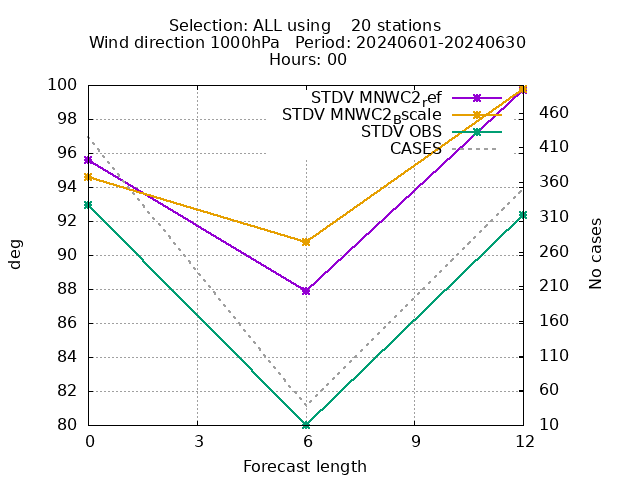 Selection: ALL using    20 stations
Wind direction 1000hPa   Period: 20240601-20240630
Hours: 00
STDV MNWC2ref
STDV MNWC2Bscale
STDV OBS
CASES
100
98
96
94
92
90
88
86
84
82
80
460
410
360
310
260
210
160
110
60
10
deg
No cases
0 3 6 9 12
Forecast length